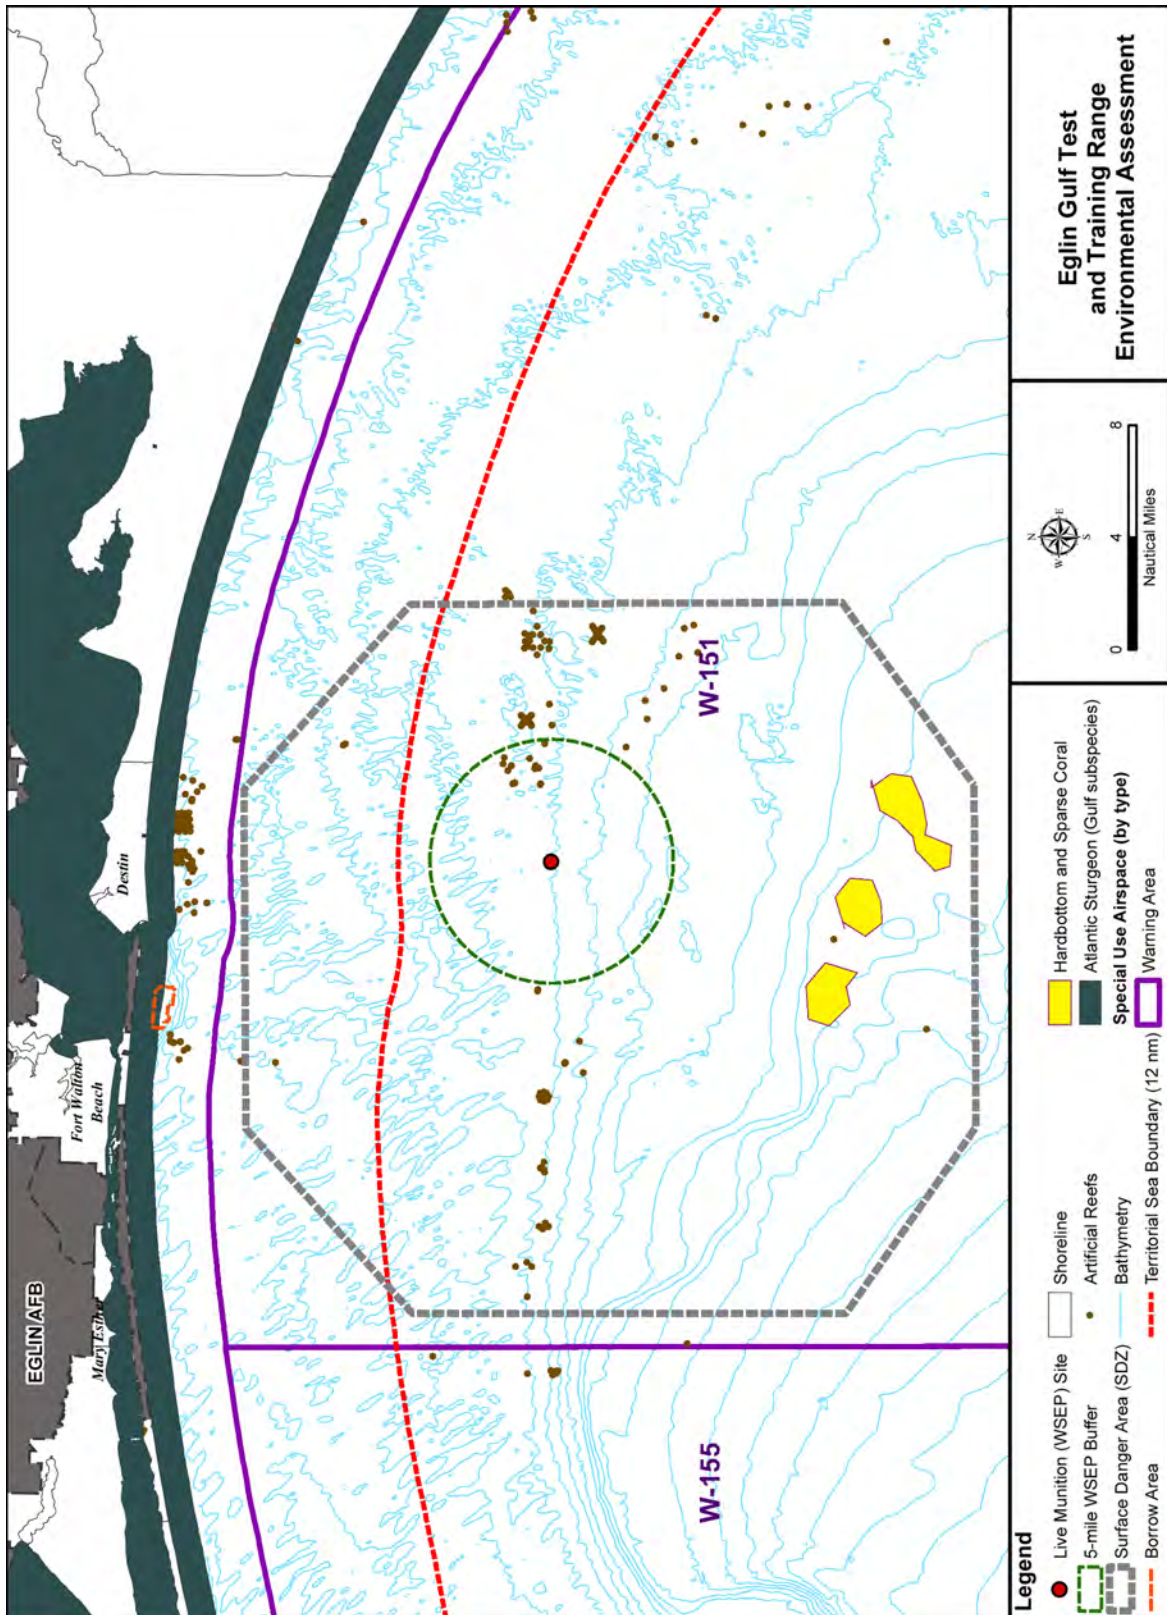 EGLIN AFB
Mary Esther
Fort Walton
Beach
Destin
W-155
W-151
Legend
Live Munition (WSEP) Site
5-mile WSEP Buffer
Surface Danger Area (SDZ)
Borrow Area
Shoreline
Artificial Reefs
Bathymetry
Territorial Sea Boundary (12 nm)
Hardbottom and Sparse Coral
Atlantic Sturgeon (Gulf subspecies)
Special Use Airspace (by type)
Warning Area
N
W
E
S
0 4 8
Nautical Miles
Eglin Gulf Test
and Training Range
Environmental Assessment